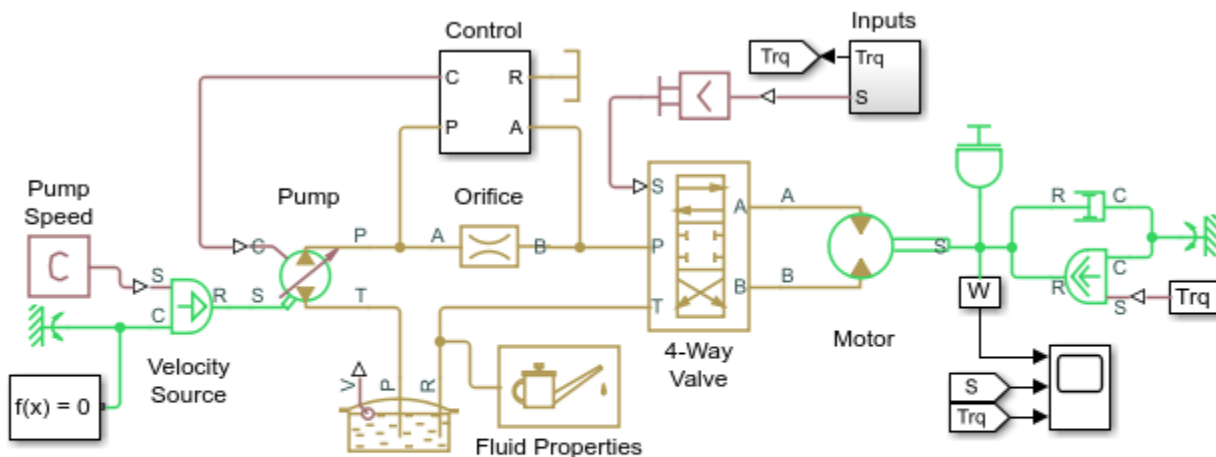 Control
Inputs
C
R
P
A
Trq
Trq
S
Pump
Speed
Pump
Orifice
C
S
C
R
S
C
P
T
A
B
S
P
T
A
B
A
B
S
R
C
C
R
S
Trq
W
Motor
4-Way
Valve
Velocity
Source
f(x) = 0
V
P
R
Fluid Properties
S
Trq